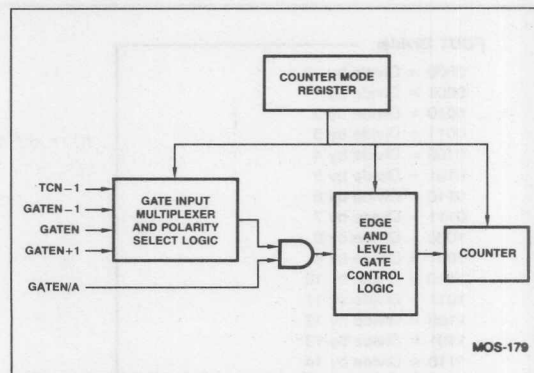 COUNTER MODE
REGISTER
TCN−1
GATEN−1
GATEN
GATEN+1
GATE INPUT
MULTIPLEXER
AND POLARITY
SELECT LOGIC
GATEN/A
EDGE
AND
LEVEL
GATE
CONTROL
LOGIC
COUNTER
MOS-179